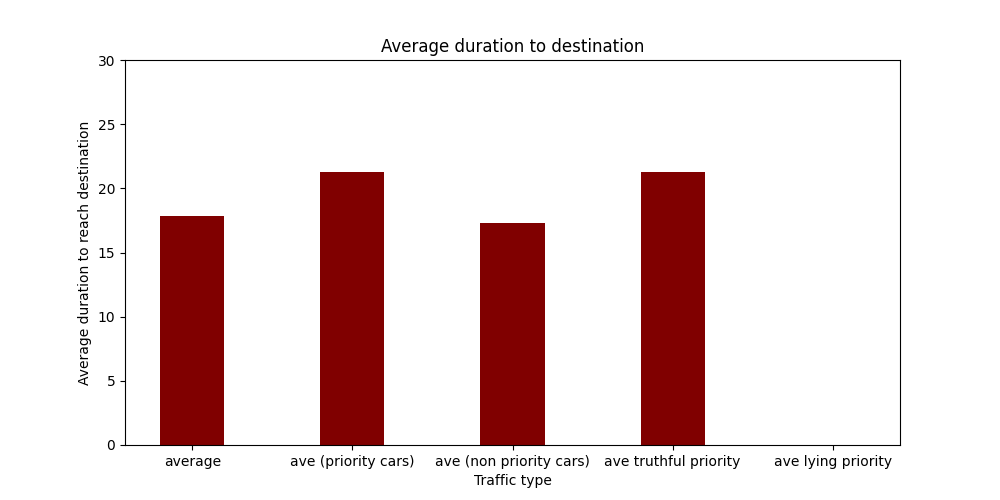 Average duration to destination
Average duration to reach destination
30
25
20
15
10
5
0
average
ave (priority cars)
ave (non priority cars)
ave truthful priority
ave lying priority
Traffic type